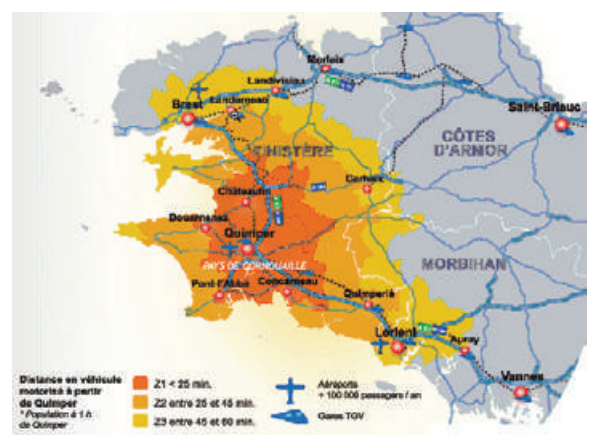 Morlaix
Landivisiau
Landerneau
Brest
Saint-Brieuc
CÔTES
D'ARMOR
FINISTÈRE
Carhaix
Châteaulin
Douarnenez
Quimper
PAYS DE CORNOUAILLE
MORBIHAN
Pont-l'Abbé
Concarneau
Quimperlé
Lorient
Auray
Vannes
Distance en véhicule
motorisé à partir
de Quimper
* Population à 1 h
de Quimper
Z1 < 25 min.
Z2 entre 25 et 45 min.
Z3 entre 45 et 60 min.
Aéroports
+ 100 000 passagers / an
Gares TGV